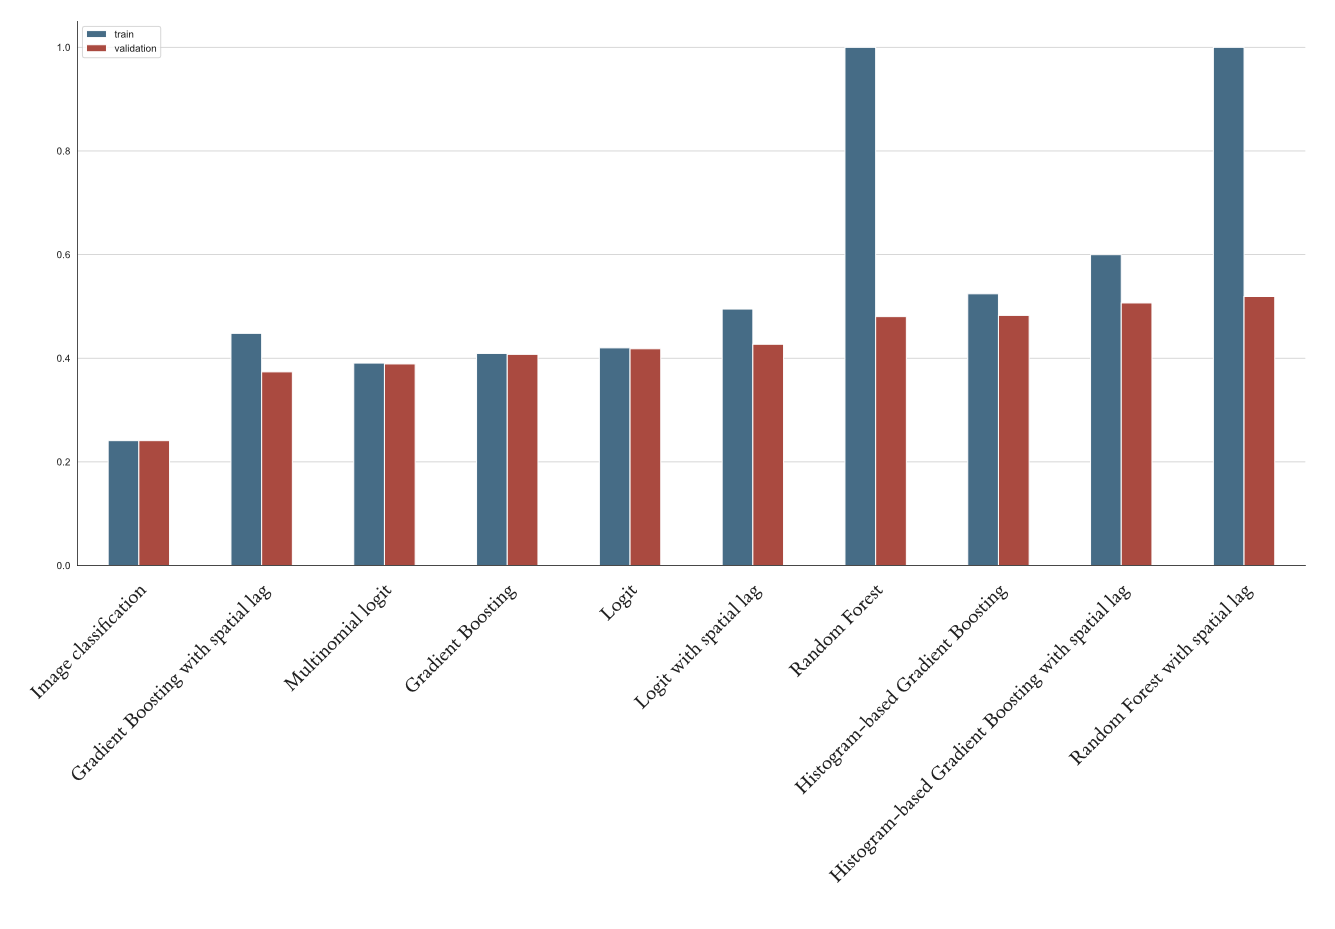 train
validation
1.0
0.8
0.6
0.4
0.2
0.0
Image classification
Gradient Boosting with spatial lag
Multinomial logit
Gradient Boosting
Logit
Logit with spatial lag
Random Forest
Histogram-based Gradient Boosting
Histogram-based Gradient Boosting with spatial lag
Random Forest with spatial lag